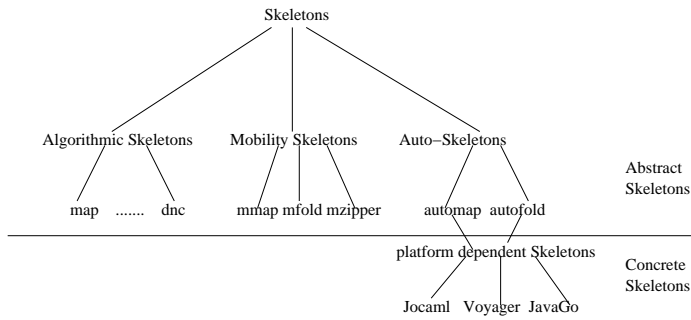 Skeletons
Algorithmic Skeletons Mobility Skeletons Auto−Skeletons
Abstract
Skeletons
map ....... dnc mmap mfold mzipper automap autofold
platform dependent Skeletons
Concrete
Skeletons
Jocaml Voyager JavaGo